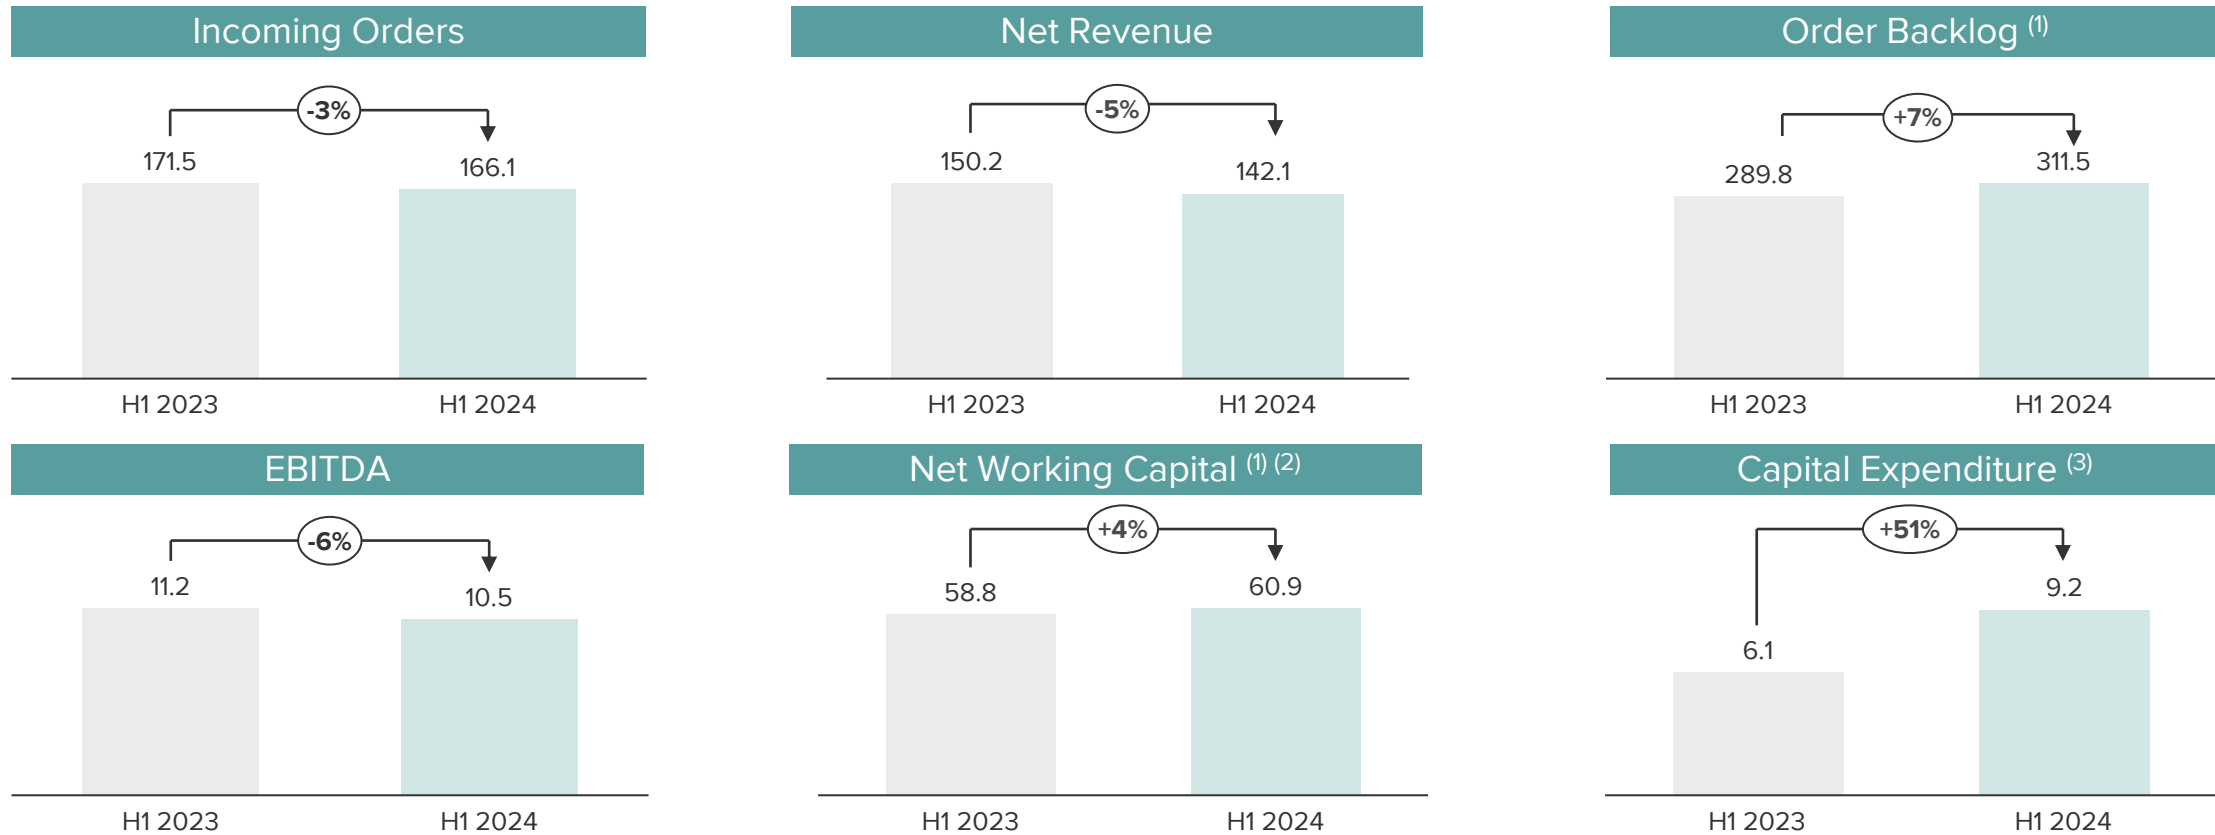 Incoming Orders
-3%
171.5
166.1
H1 2023
H1 2024
Net Revenue
-5%
150.2
142.1
H1 2023
H1 2024
Order Backlog (1)
+7%
289.8
311.5
H1 2023
H1 2024
EBITDA
-6%
11.2
10.5
H1 2023
H1 2024
Net Working Capital (1) (2)
+4%
58.8
60.9
H1 2023
H1 2024
Capital Expenditure (3)
+51%
6.1
9.2
H1 2023
H1 2024